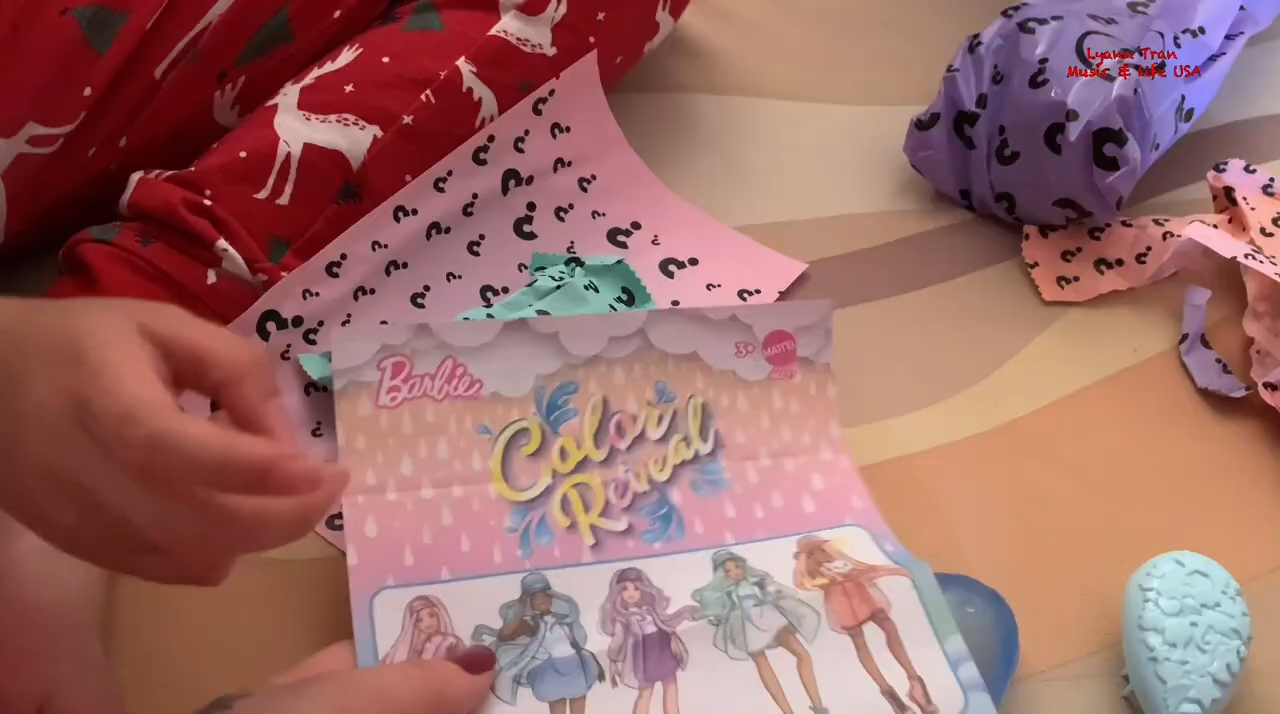 Lyana Tran
Music & life USA
Barbie
3+
MATTEL
Color
Reveal